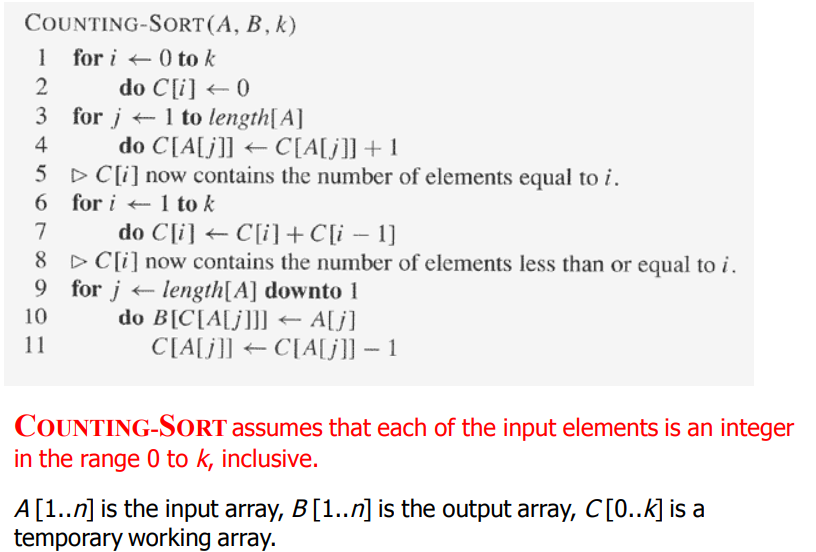 COUNTING-SORT(A, B, k)
1 for i ← 0 to k
2 do C[i] ← 0
3 for j ← 1 to length[A]
4 do C[A[j]] ← C[A[j]] + 1
5 ▷ C[i] now contains the number of elements equal to i.
6 for i ← 1 to k
7 do C[i] ← C[i] + C[i − 1]
8 ▷ C[i] now contains the number of elements less than or equal to i.
9 for j ← length[A] downto 1
10 do B[C[A[j]]] ← A[j]
11 C[A[j]] ← C[A[j]] − 1
COUNTING-SORT assumes that each of the input elements is an integer
in the range 0 to k, inclusive.
A [1..n] is the input array, B [1..n] is the output array, C [0..k] is a
temporary working array.